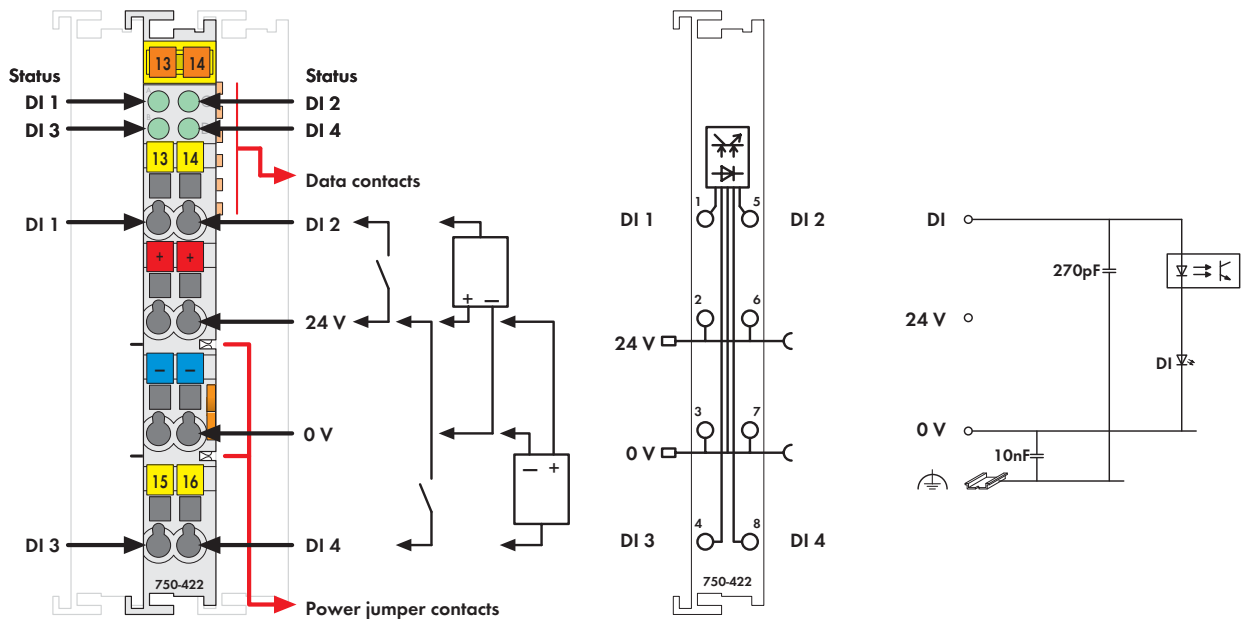 13 14
Status
Status
DI 1
DI 2
DI 3
DI 4
13 14
Data contacts
DI 1
DI 2
+ +
+ −
24 V
− −
0 V
− +
15 16
DI 3
DI 4
750-422
Power jumper contacts
1 5
DI 1
DI 2
2 6
24 V
3 7
0 V
4 8
DI 3
DI 4
750-422
DI
270pF
24 V
DI
0 V
10nF